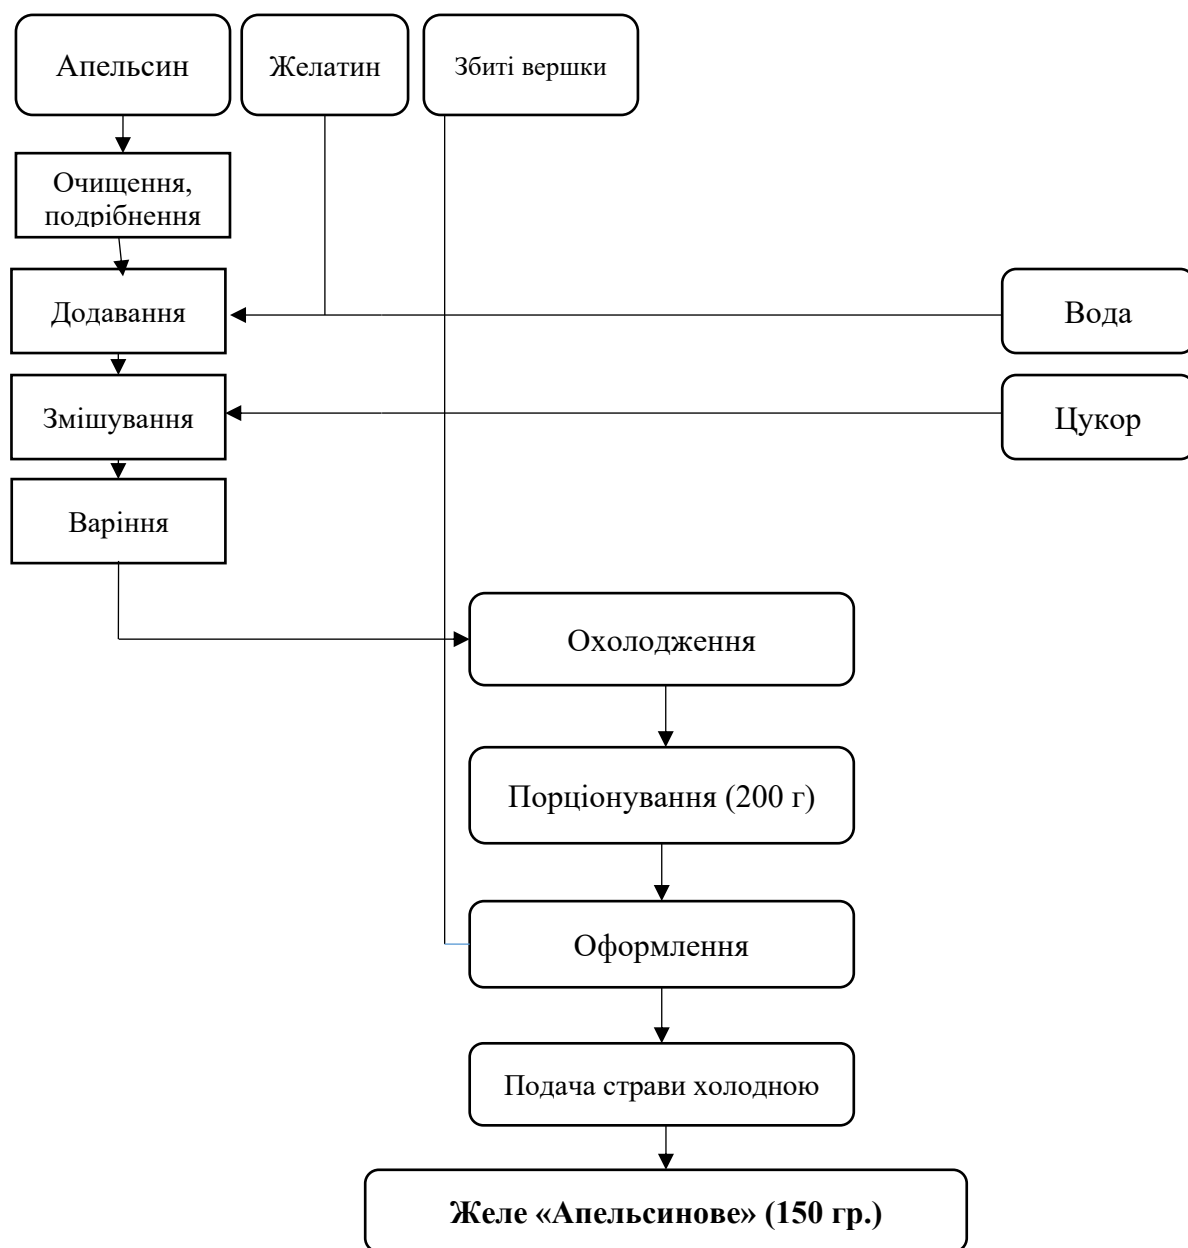 Апельсин
Желатин
Збиті вершки
Очищення,
подрібнення
Додавання
Вода
Змішування
Цукор
Варіння
Охолодження
Порціонування (200 г)
Оформлення
Подача страви холодною
Желе «Апельсинове» (150 гр.)